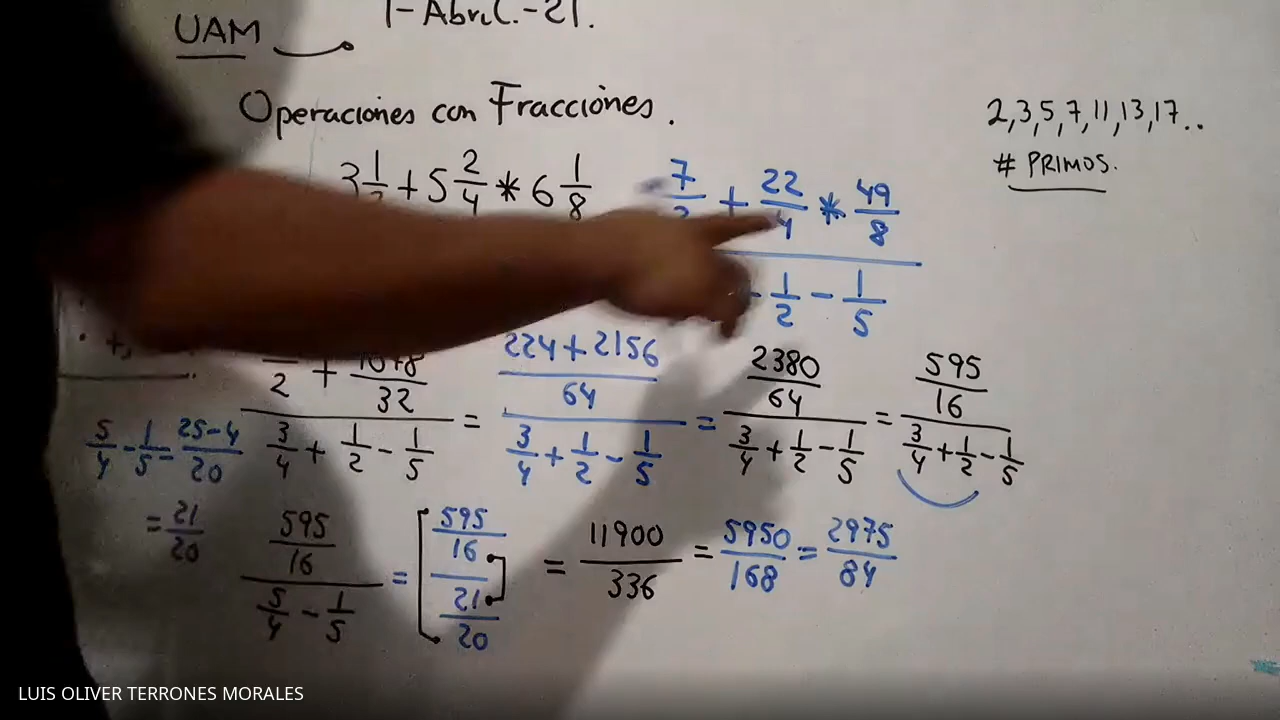 1-Abril.-21.
UAM
Operaciones con Fracciones.
2,3,5,7,11,13,17..
# PRIMOS.
3 1/2 + 5 2/4 * 6 1/8
7/2 + 22/4 * 49/8
1/2 - 1/5
5/4 - 1/5 = 25-4/20
= 21/20
/2 + 1078/32 / 3/4 + 1/2 - 1/5 = 224+2156/64 / 3/4 + 1/2 - 1/5 = 2380/64 / 3/4 + 1/2 - 1/5 = 595/16 / 3/4 + 1/2 - 1/5
595/16 / 5/4 - 1/5 = [ 595/16 / 21/20 ] = 11900/336 = 5950/168 = 2975/84
LUIS OLIVER TERRONES MORALES